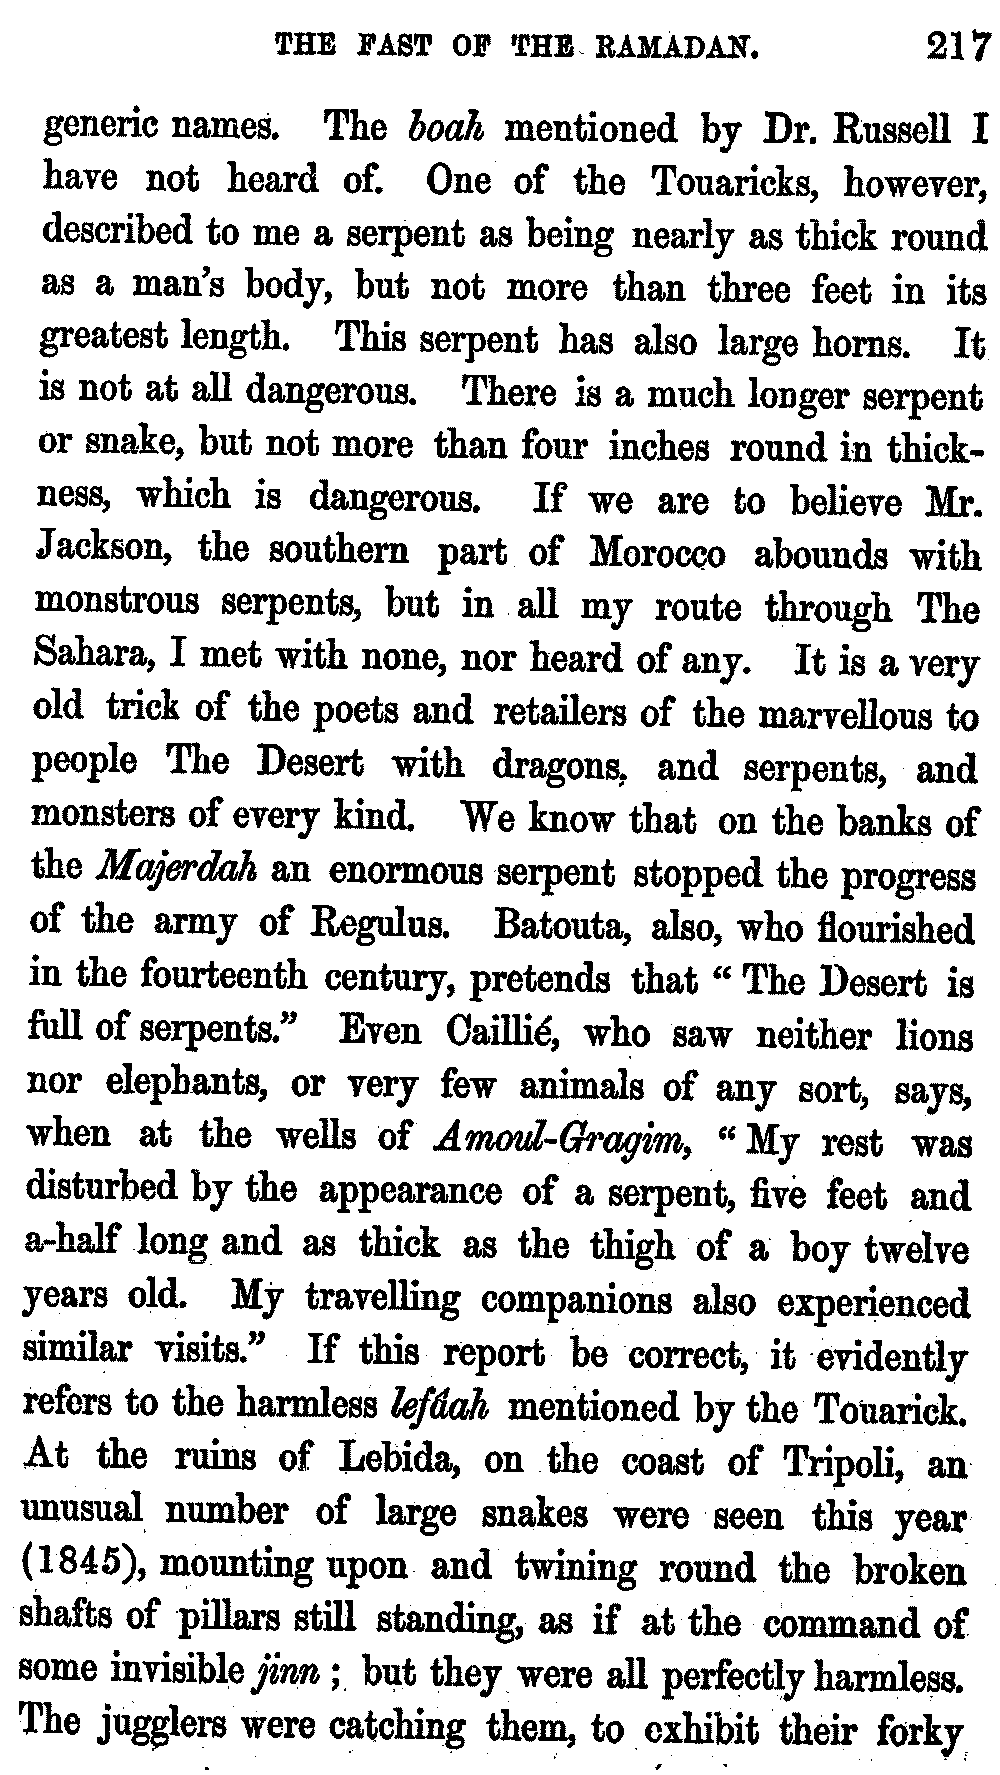 THE FAST OF THE RAMADAN. 217
generic names. The boah mentioned by Dr. Russell I
have not heard of. One of the Touaricks, however,
described to me a serpent as being nearly as thick round
as a man's body, but not more than three feet in its
greatest length. This serpent has also large horns. It
is not at all dangerous. There is a much longer serpent
or snake, but not more than four inches round in thick-
ness, which is dangerous. If we are to believe Mr.
Jackson, the southern part of Morocco abounds with
monstrous serpents, but in all my route through The
Sahara, I met with none, nor heard of any. It is a very
old trick of the poets and retailers of the marvellous to
people The Desert with dragons, and serpents, and
monsters of every kind. We know that on the banks of
the Majerdah an enormous serpent stopped the progress
of the army of Regulus. Batouta, also, who flourished
in the fourteenth century, pretends that “ The Desert is
full of serpents.” Even Caillié, who saw neither lions
nor elephants, or very few animals of any sort, says,
when at the wells of Amoul-Gragim, “ My rest was
disturbed by the appearance of a serpent, five feet and
a-half long and as thick as the thigh of a boy twelve
years old. My travelling companions also experienced
similar visits.” If this report be correct, it evidently
refers to the harmless lefâah mentioned by the Touarick.
At the ruins of Lebida, on the coast of Tripoli, an
unusual number of large snakes were seen this year
(1845), mounting upon and twining round the broken
shafts of pillars still standing, as if at the command of
some invisible jinn ; but they were all perfectly harmless.
The jugglers were catching them, to exhibit their forky